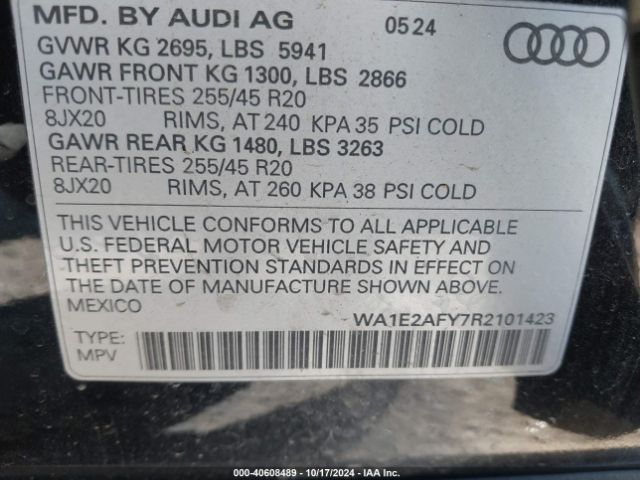 MFD. BY AUDI AG 0524
GVWR KG 2695, LBS 5941
GAWR FRONT KG 1300, LBS 2866
FRONT-TIRES 255/45 R20
8JX20 RIMS, AT 240 KPA 35 PSI COLD
GAWR REAR KG 1480, LBS 3263
REAR-TIRES 255/45 R20
8JX20 RIMS, AT 260 KPA 38 PSI COLD
THIS VEHICLE CONFORMS TO ALL APPLICABLE
U.S. FEDERAL MOTOR VEHICLE SAFETY AND
THEFT PREVENTION STANDARDS IN EFFECT ON
THE DATE OF MANUFACTURE SHOWN ABOVE.
MEXICO
WA1E2AFY7R2101423
TYPE:
MPV
000-40608489 - 10/17/2024 - IAA Inc.